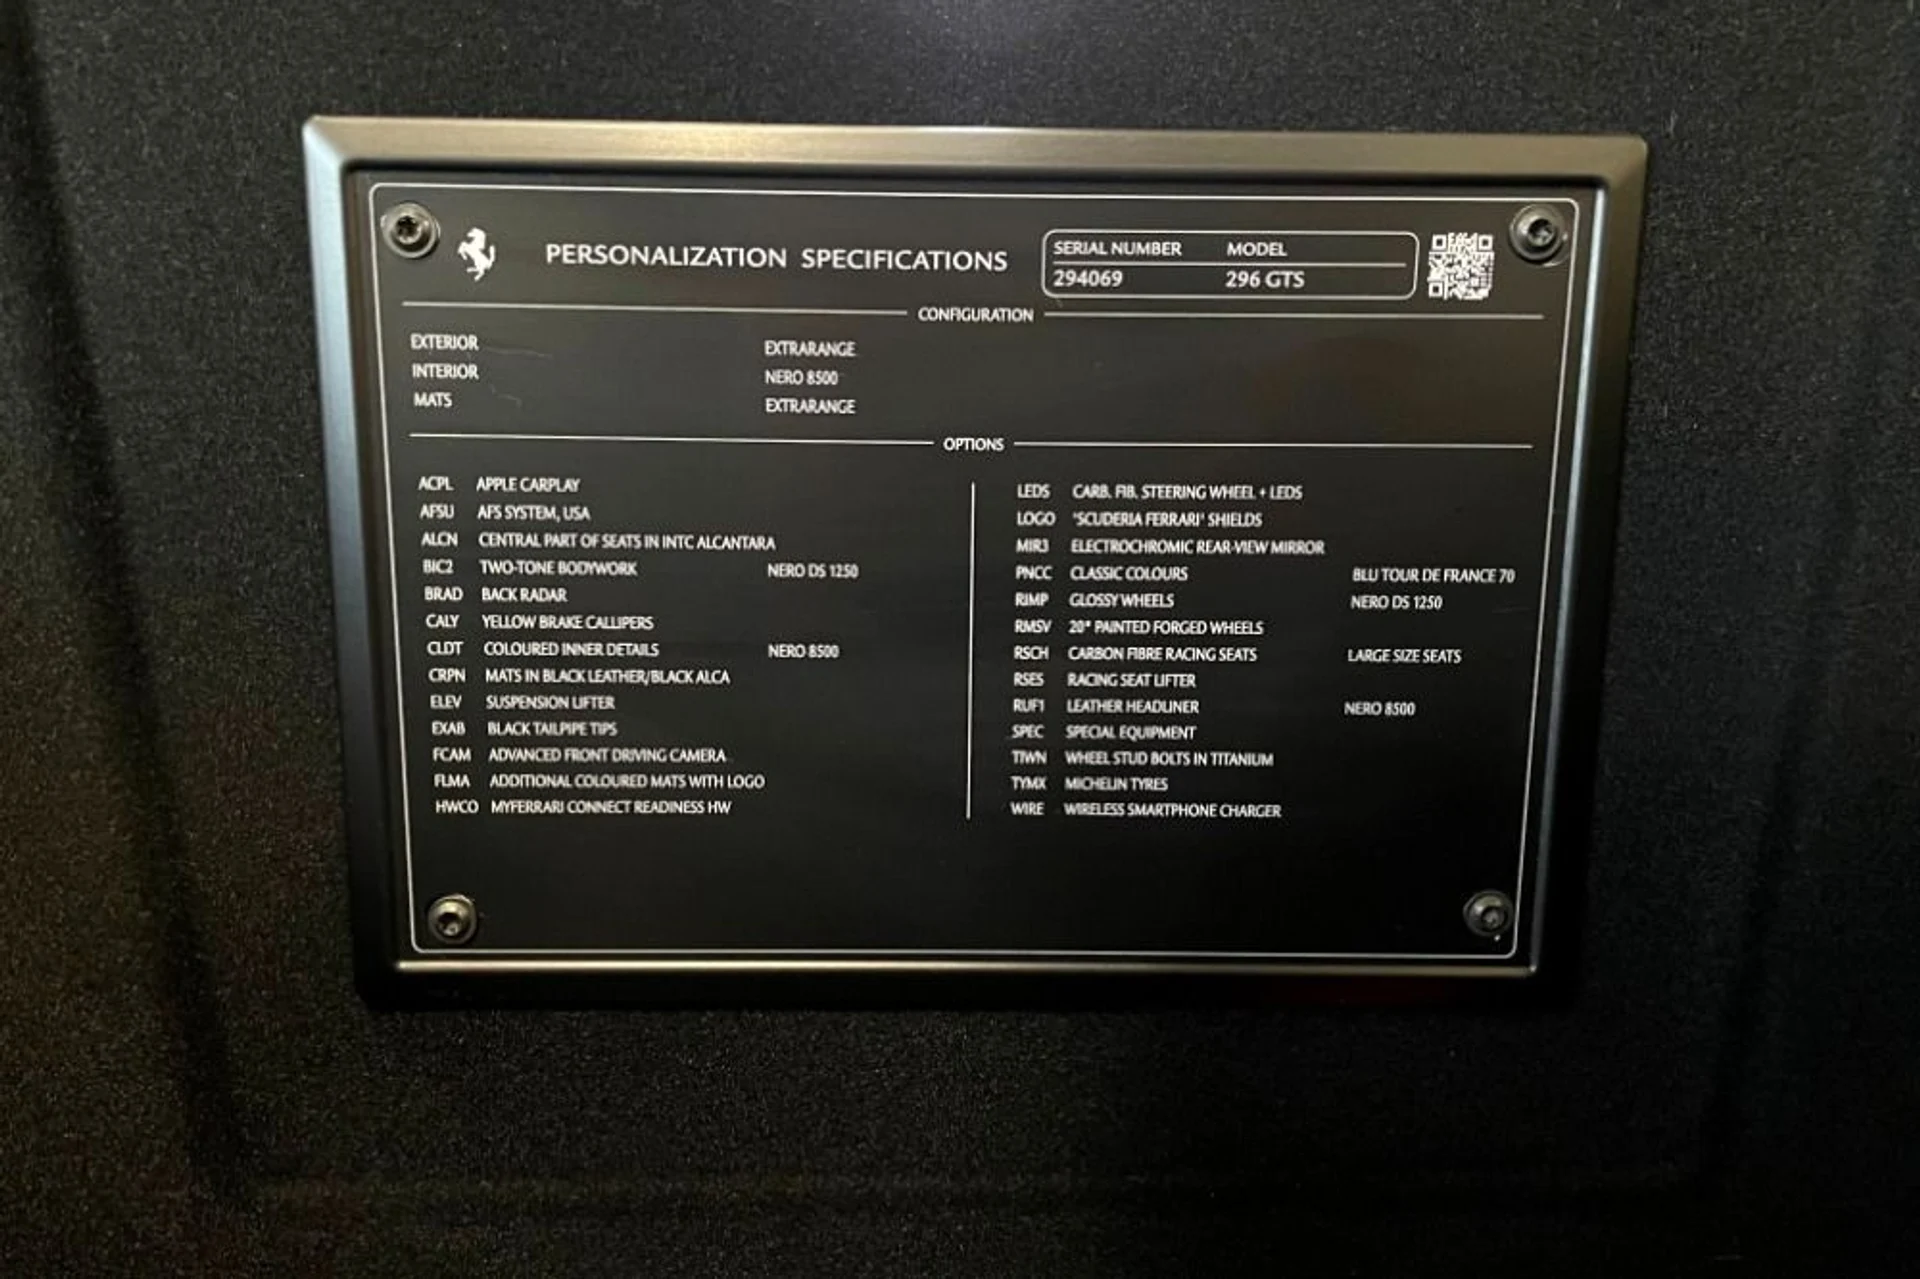 PERSONALIZATION SPECIFICATIONS
SERIAL NUMBER MODEL
294069 296 GTS
CONFIGURATION
EXTERIOR EXTRARANGE
INTERIOR NERO 8500
MATS EXTRARANGE
OPTIONS
ACPL APPLE CARPLAY
AFSU AFS SYSTEM, USA
ALCN CENTRAL PART OF SEATS IN INTC ALCANTARA
BIC2 TWO-TONE BODYWORK NERO DS 1250
BRAD BACK RADAR
CALY YELLOW BRAKE CALLIPERS
CLDT COLOURED INNER DETAILS NERO 8500
CRPN MATS IN BLACK LEATHER/BLACK ALCA
ELEV SUSPENSION LIFTER
EXAB BLACK TAILPIPE TIPS
FCAM ADVANCED FRONT DRIVING CAMERA
FLMA ADDITIONAL COLOURED MATS WITH LOGO
HWCO MYFERRARI CONNECT READINESS HW
LEDS CARB. FIB. STEERING WHEEL + LEDS
LOGO "SCUDERIA FERRARI" SHIELDS
MIR3 ELECTROCHROMIC REAR-VIEW MIRROR
PNCC CLASSIC COLOURS BLU TOUR DE FRANCE 70
RIMP GLOSSY WHEELS NERO DS 1250
RMSV 20" PAINTED FORGED WHEELS
RSCH CARBON FIBRE RACING SEATS LARGE SIZE SEATS
RSES RACING SEAT LIFTER
RUF1 LEATHER HEADLINER NERO 8500
SPEC SPECIAL EQUIPMENT
TIWN WHEEL STUD BOLTS IN TITANIUM
TYMX MICHELIN TYRES
WIRE WIRELESS SMARTPHONE CHARGER